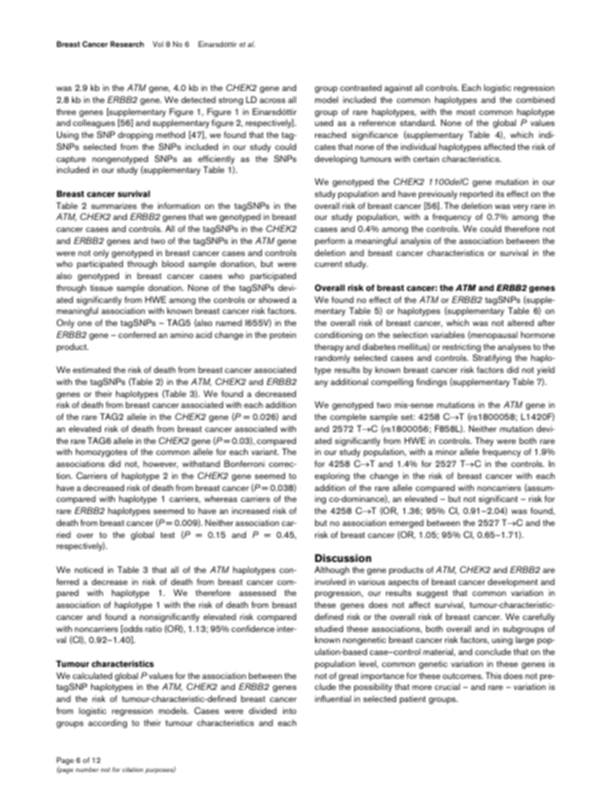 Breast Cancer Research Vol 8 No 6 Einarsdóttir et al.
was 2.9 kb in the ATM gene, 4.0 kb in the CHEK2 gene and
2.8 kb in the ERBB2 gene. We detected strong LD across all
three genes [supplementary Figure 1, Figure 1 in Einarsdóttir
and colleagues [56] and supplementary figure 2, respectively].
Using the SNP dropping method [47], we found that the tag-
SNPs selected from the SNPs included in our study could
capture nongenotyped SNPs as efficiently as the SNPs
included in our study (supplementary Table 1).
Breast cancer survival
Table 2 summarizes the information on the tagSNPs in the
ATM, CHEK2 and ERBB2 genes that we genotyped in breast
cancer cases and controls. All of the tagSNPs in the CHEK2
and ERBB2 genes and two of the tagSNPs in the ATM gene
were not only genotyped in breast cancer cases and controls
who participated through blood sample donation, but were
also genotyped in breast cancer cases who participated
through tissue sample donation. None of the tagSNPs devi-
ated significantly from HWE among the controls or showed a
meaningful association with known breast cancer risk factors.
Only one of the tagSNPs – TAG5 (also named I655V) in the
ERBB2 gene – conferred an amino acid change in the protein
product.
We estimated the risk of death from breast cancer associated
with the tagSNPs (Table 2) in the ATM, CHEK2 and ERBB2
genes or their haplotypes (Table 3). We found a decreased
risk of death from breast cancer associated with each addition
of the rare TAG2 allele in the CHEK2 gene (P = 0.026) and
an elevated risk of death from breast cancer associated with
the rare TAG6 allele in the CHEK2 gene (P = 0.03), compared
with homozygotes of the common allele for each variant. The
associations did not, however, withstand Bonferroni correc-
tion. Carriers of haplotype 2 in the CHEK2 gene seemed to
have a decreased risk of death from breast cancer (P = 0.038)
compared with haplotype 1 carriers, whereas carriers of the
rare ERBB2 haplotypes seemed to have an increased risk of
death from breast cancer (P = 0.009). Neither association car-
ried over to the global test (P = 0.15 and P = 0.45,
respectively).
We noticed in Table 3 that all of the ATM haplotypes con-
ferred a decrease in risk of death from breast cancer com-
pared with haplotype 1. We therefore assessed the
association of haplotype 1 with the risk of death from breast
cancer and found a nonsignificantly elevated risk compared
with noncarriers [odds ratio (OR), 1.13; 95% confidence inter-
val (CI), 0.92–1.40].
Tumour characteristics
We calculated global P values for the association between the
tagSNP haplotypes in the ATM, CHEK2 and ERBB2 genes
and the risk of tumour-characteristic-defined breast cancer
from logistic regression models. Cases were divided into
groups according to their tumour characteristics and each
group contrasted against all controls. Each logistic regression
model included the common haplotypes and the combined
group of rare haplotypes, with the most common haplotype
used as a reference standard. None of the global P values
reached significance (supplementary Table 4), which indi-
cates that none of the individual haplotypes affected the risk of
developing tumours with certain characteristics.
We genotyped the CHEK2 1100delC gene mutation in our
study population and have previously reported its effect on the
overall risk of breast cancer [56]. The deletion was very rare in
our study population, with a frequency of 0.7% among the
cases and 0.4% among the controls. We could therefore not
perform a meaningful analysis of the association between the
deletion and breast cancer characteristics or survival in the
current study.
Overall risk of breast cancer: the ATM and ERBB2 genes
We found no effect of the ATM or ERBB2 tagSNPs (supple-
mentary Table 5) or haplotypes (supplementary Table 6) on
the overall risk of breast cancer, which was not altered after
conditioning on the selection variables (menopausal hormone
therapy and diabetes mellitus) or restricting the analyses to the
randomly selected cases and controls. Stratifying the haplo-
type results by known breast cancer risk factors did not yield
any additional compelling findings (supplementary Table 7).
We genotyped two mis-sense mutations in the ATM gene in
the complete sample set: 4258 C→T (rs1800058; L1420F)
and 2572 T→C (rs1800056; F858L). Neither mutation devi-
ated significantly from HWE in controls. They were both rare
in our study population, with a minor allele frequency of 1.9%
for 4258 C→T and 1.4% for 2527 T→C in the controls. In
exploring the change in the risk of breast cancer with each
addition of the rare allele compared with noncarriers (assum-
ing co-dominance), an elevated – but not significant – risk for
the 4258 C→T (OR, 1.36; 95% CI, 0.91–2.04) was found,
but no association emerged between the 2527 T→C and the
risk of breast cancer (OR, 1.05; 95% CI, 0.65–1.71).
Discussion
Although the gene products of ATM, CHEK2 and ERBB2 are
involved in various aspects of breast cancer development and
progression, our results suggest that common variation in
these genes does not affect survival, tumour-characteristic-
defined risk or the overall risk of breast cancer. We carefully
studied these associations, both overall and in subgroups of
known nongenetic breast cancer risk factors, using large pop-
ulation-based case–control material, and conclude that on the
population level, common genetic variation in these genes is
not of great importance for these outcomes. This does not pre-
clude the possibility that more crucial – and rare – variation is
influential in selected patient groups.
Page 6 of 12
(page number not for citation purposes)